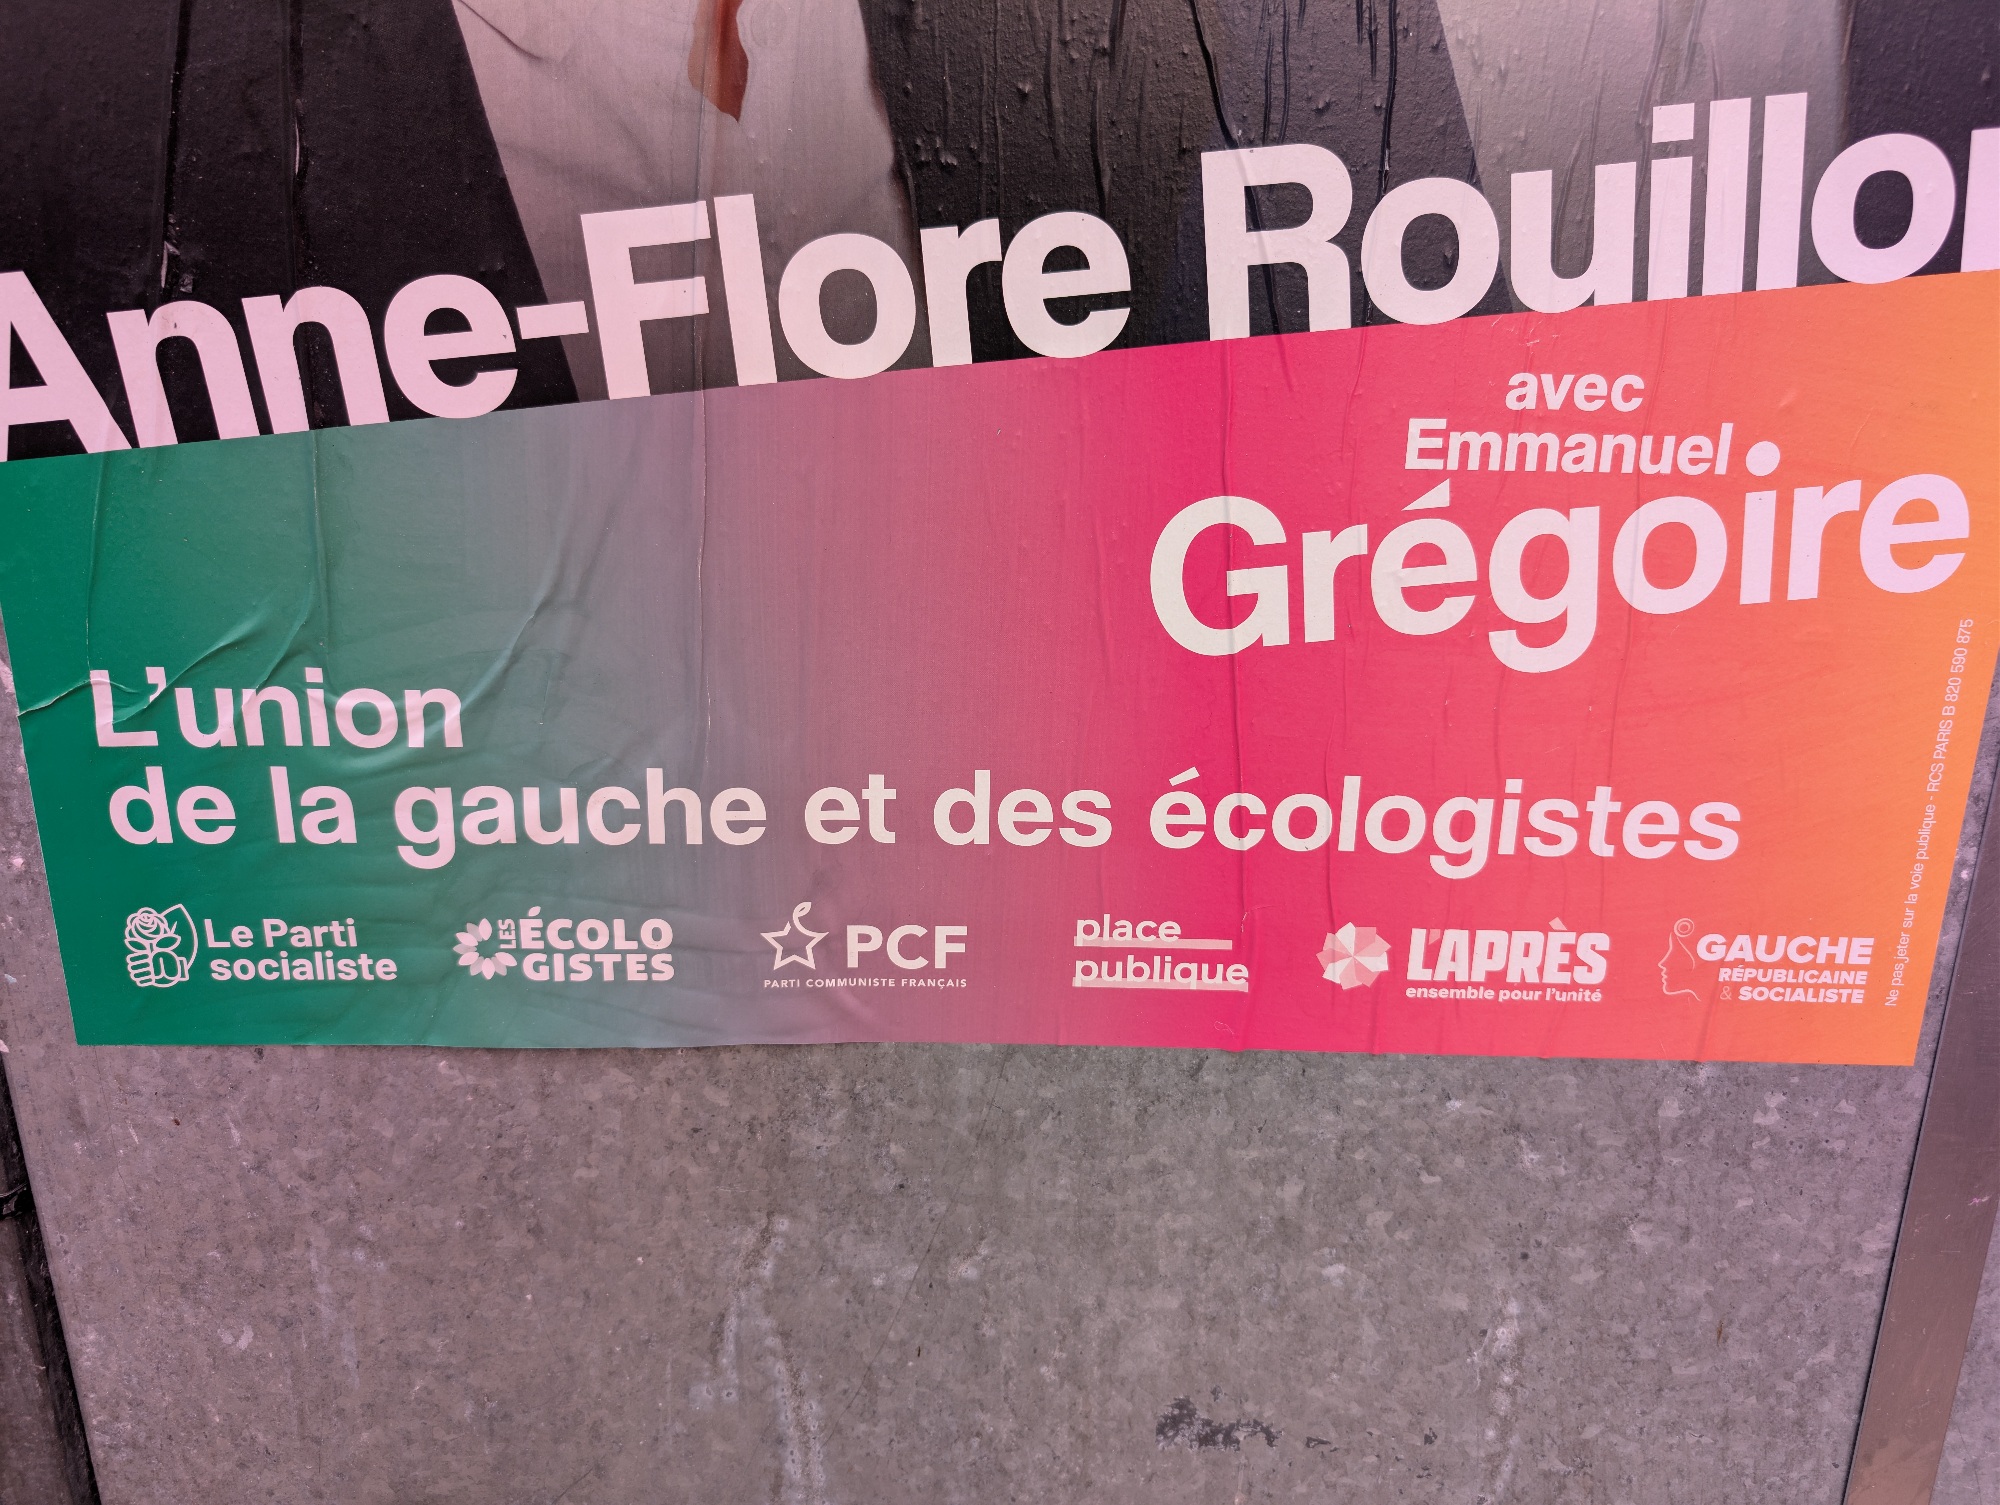 Anne-Flore Rouillon
avec
Emmanuel
Grégoire
L'union
de la gauche et des écologistes
Le Parti
socialiste
LES ÉCOLO
GISTES
PCF
PARTI COMMUNISTE FRANÇAIS
place
publique
L'APRÈS
ensemble pour l'unité
GAUCHE
RÉPUBLICAINE
& SOCIALISTE
Ne pas jeter sur la voie publique - RCS PARIS B 820 590 875